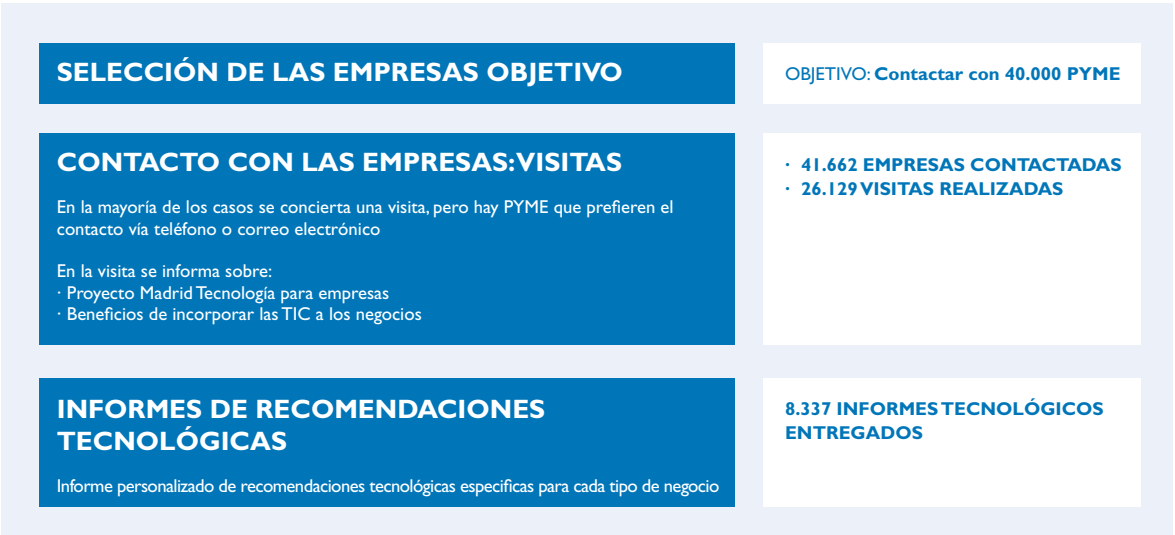 SELECCIÓN DE LAS EMPRESAS OBJETIVO
OBJETIVO: Contactar con 40.000 PYME
CONTACTO CON LAS EMPRESAS: VISITAS
En la mayoría de los casos se concierta una visita, pero hay PYME que prefieren el
contacto vía teléfono o correo electrónico
En la visita se informa sobre:
· Proyecto Madrid Tecnología para empresas
· Beneficios de incorporar las TIC a los negocios
· 41.662 EMPRESAS CONTACTADAS
· 26.129 VISITAS REALIZADAS
INFORMES DE RECOMENDACIONES
TECNOLÓGICAS
Informe personalizado de recomendaciones tecnológicas especificas para cada tipo de negocio
8.337 INFORMES TECNOLÓGICOS
ENTREGADOS